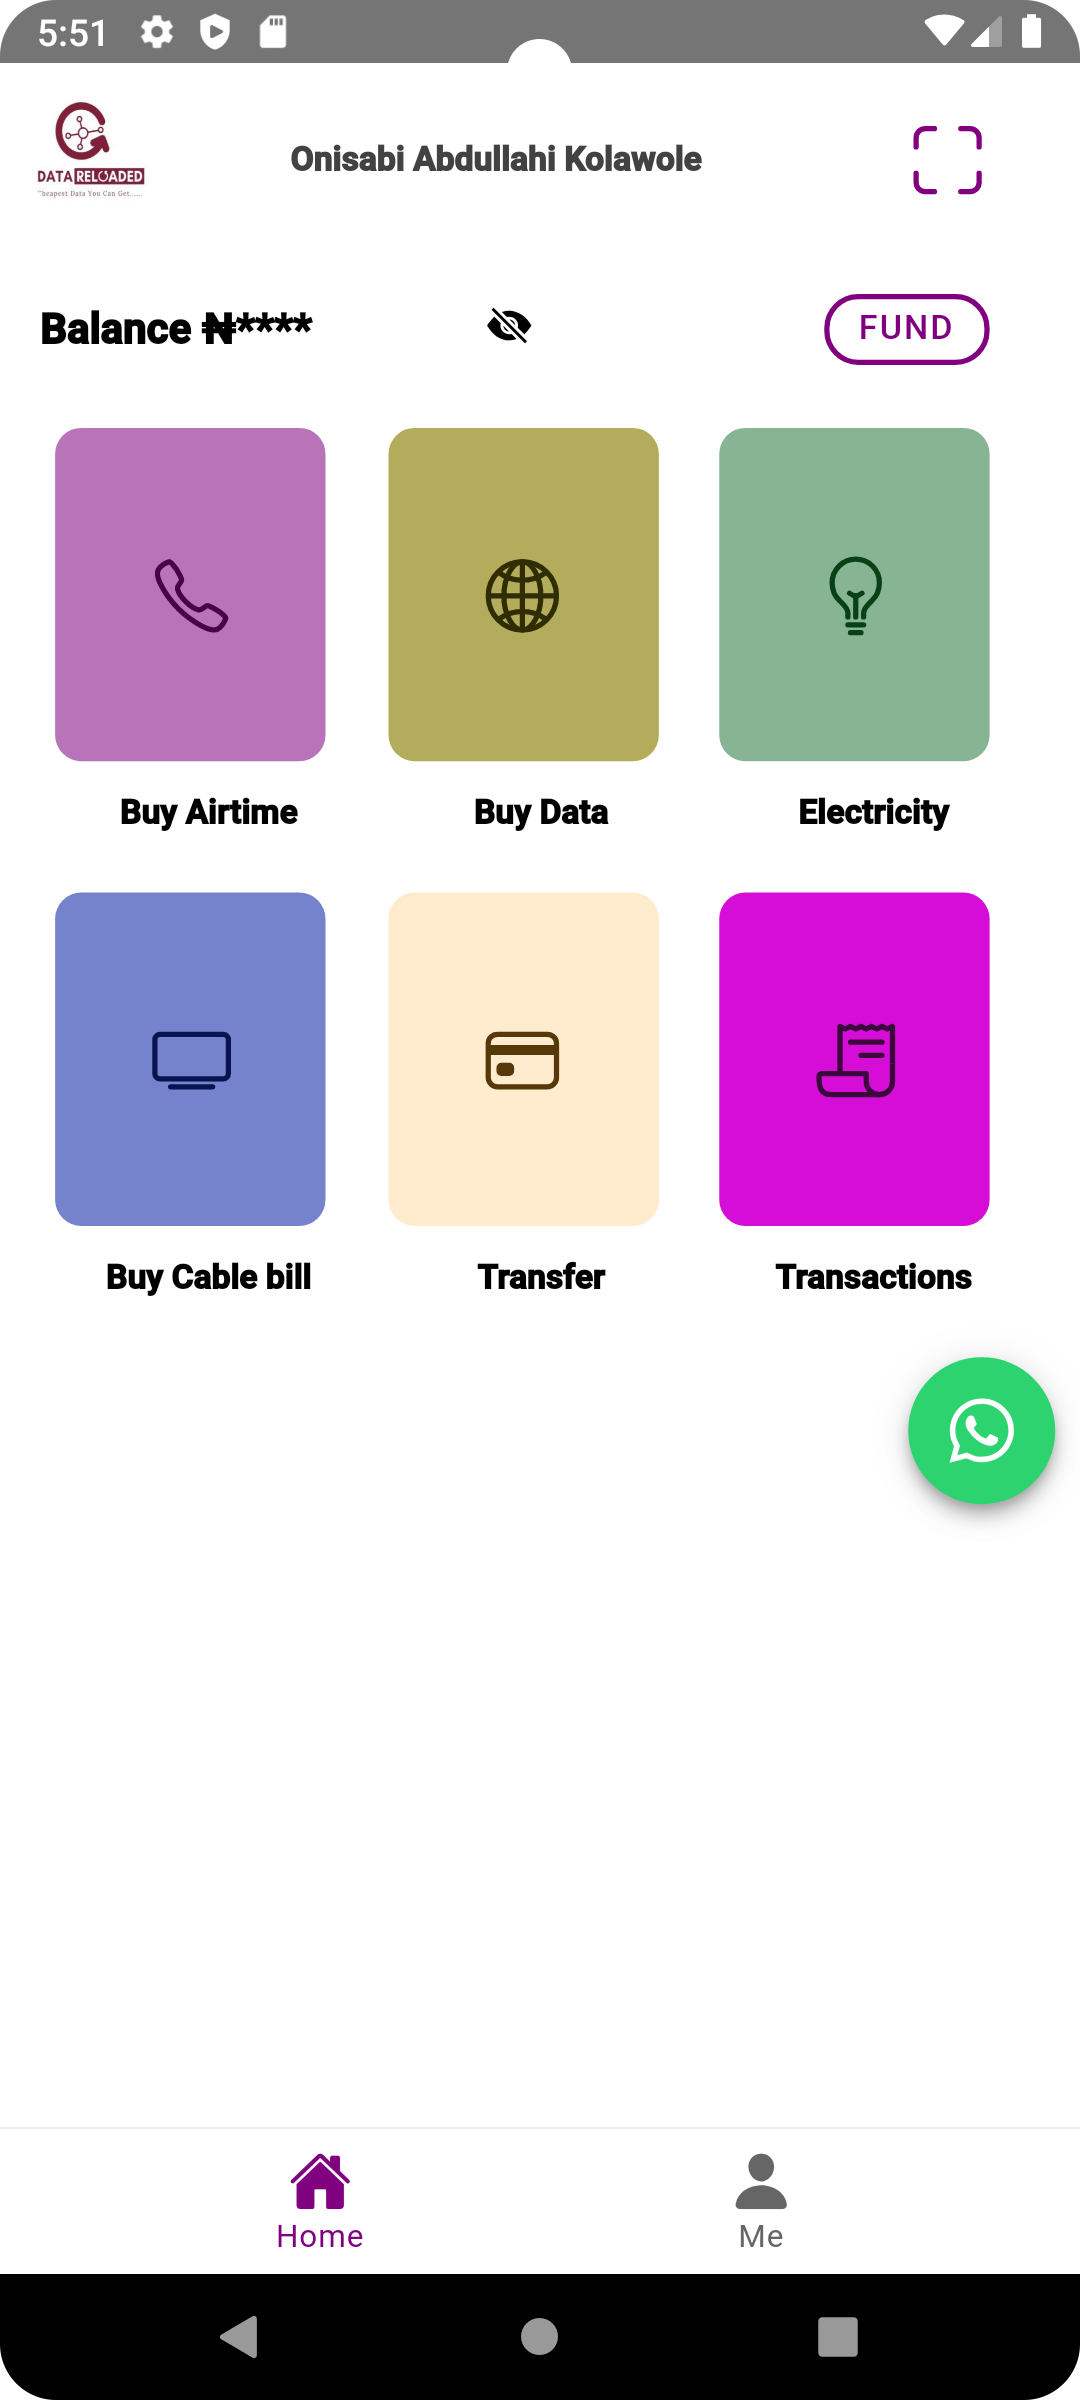 5:51
DATA RELOADED
"heapest Data You Can Get......
Onisabi Abdullahi Kolawole
Balance ₦****
FUND
Buy Airtime
Buy Data
Electricity
Buy Cable bill
Transfer
Transactions
Home
Me